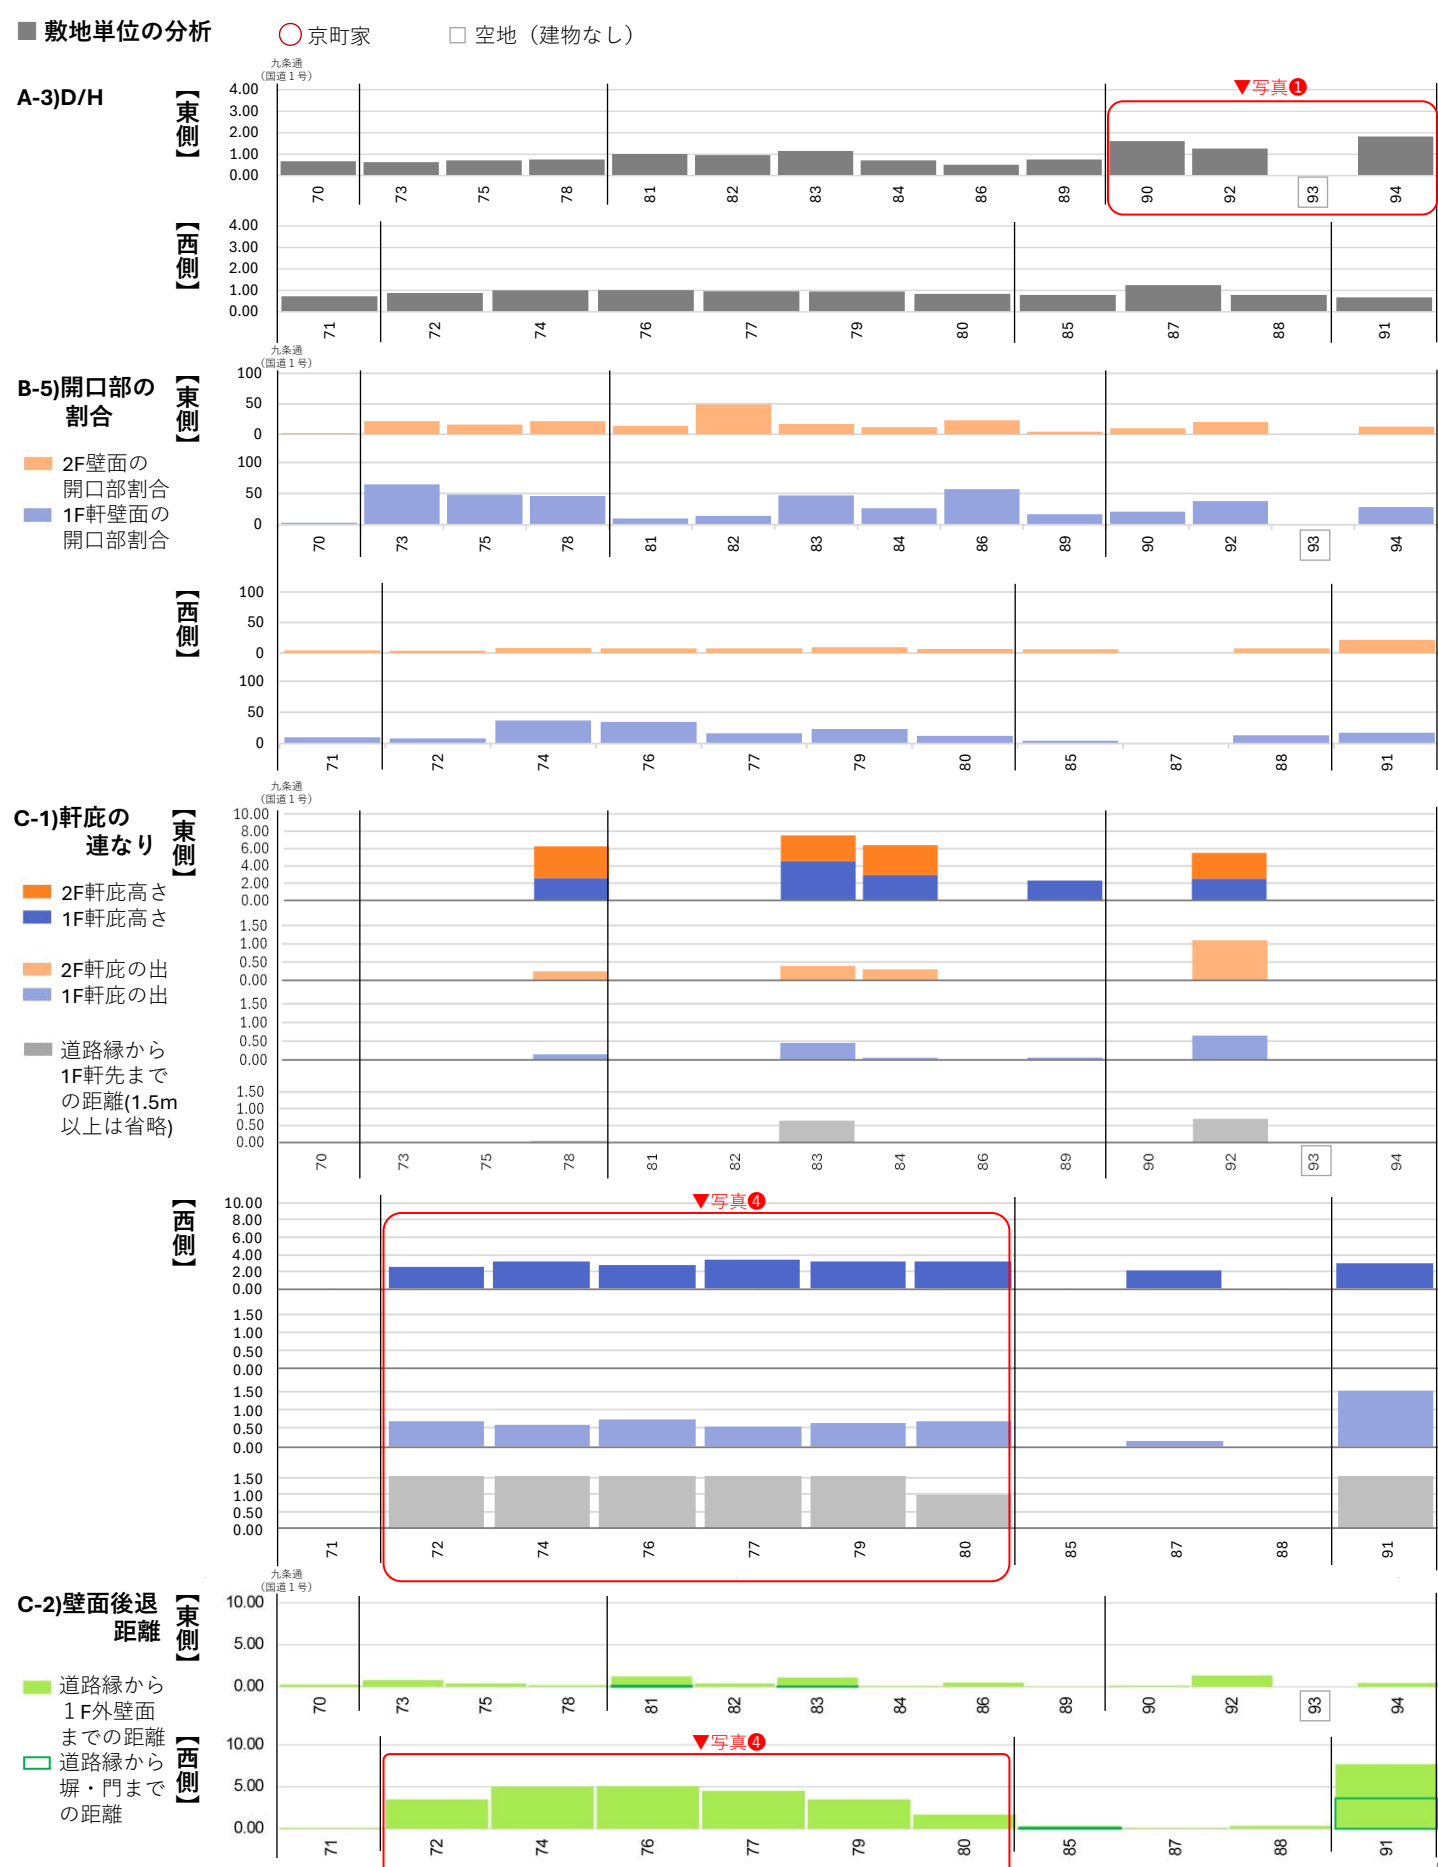 ■ 敷地単位の分析
○ 京町家
□ 空地（建物なし）
九条通
（国道１号）
A-3)D/H
【東側】
▼写真❶
4.00
3.00
2.00
1.00
0.00
70 73 75 78 81 82 83 84 86 89 90 92 93 94
【西側】
4.00
3.00
2.00
1.00
0.00
71 72 74 76 77 79 80 85 87 88 91
九条通
（国道１号）
B-5)開口部の
割合
【東側】
2F壁面の
開口部割合
1F軒壁面の
開口部割合
100
50
0
100
50
0
70 73 75 78 81 82 83 84 86 89 90 92 93 94
【西側】
100
50
0
100
50
0
71 72 74 76 77 79 80 85 87 88 91
九条通
（国道１号）
C-1)軒庇の
連なり
【東側】
2F軒庇高さ
1F軒庇高さ
2F軒庇の出
1F軒庇の出
道路縁から
1F軒先まで
の距離(1.5m
以上は省略)
10.00
8.00
6.00
4.00
2.00
0.00
1.50
1.00
0.50
0.00
1.50
1.00
0.50
0.00
1.50
1.00
0.50
0.00
70 73 75 78 81 82 83 84 86 89 90 92 93 94
【西側】
▼写真❹
10.00
8.00
6.00
4.00
2.00
0.00
1.50
1.00
0.50
0.00
1.50
1.00
0.50
0.00
1.50
1.00
0.50
0.00
71 72 74 76 77 79 80 85 87 88 91
九条通
（国道１号）
C-2)壁面後退
距離
【東側】
道路縁から
１F外壁面
までの距離
道路縁から
塀・門まで
の距離
10.00
5.00
0.00
70 73 75 78 81 82 83 84 86 89 90 92 93 94
【西側】
▼写真❹
10.00
5.00
0.00
71 72 74 76 77 79 80 85 87 88 91